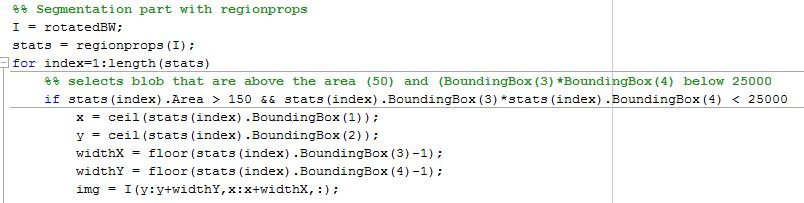 %% Segmentation part with regionprops
I = rotatedBW;
stats = regionprops(I);
for index=1:length(stats)
%% selects blob that are above the area (50) and (BoundingBox(3)*BoundingBox(4) below 25000
if stats(index).Area > 150 && stats(index).BoundingBox(3)*stats(index).BoundingBox(4) < 25000
x = ceil(stats(index).BoundingBox(1));
y = ceil(stats(index).BoundingBox(2));
widthX = floor(stats(index).BoundingBox(3)-1);
widthY = floor(stats(index).BoundingBox(4)-1);
img = I(y:y+widthY,x:x+widthX,:);